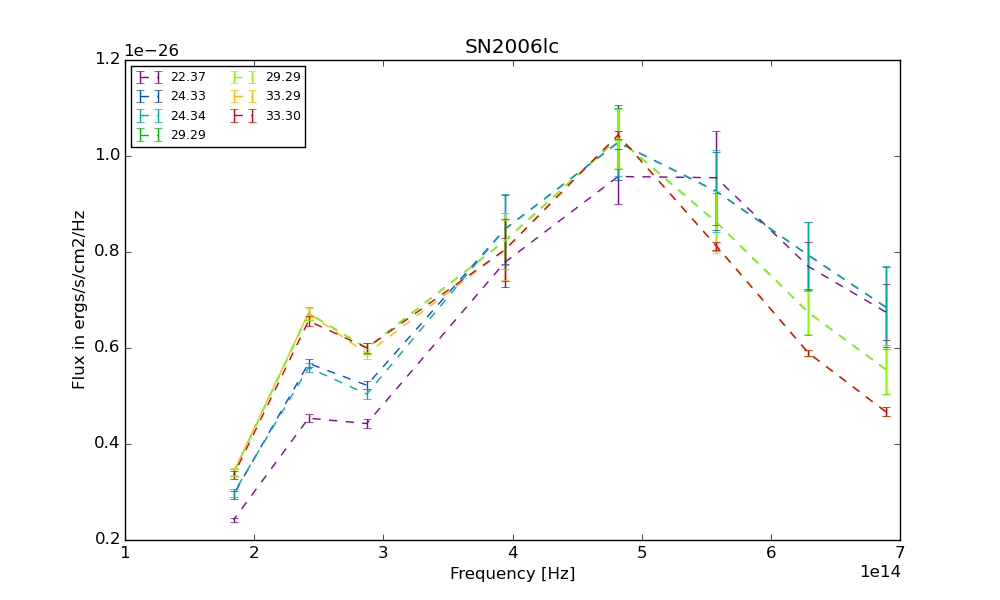 SN2006lc
1e−26
1.2
1.0
0.8
0.6
0.4
0.2
Flux in ergs/s/cm2/Hz
22.37
24.33
24.34
29.29
29.29
33.29
33.30
1 2 3 4 5 6 7
1e14
Frequency [Hz]